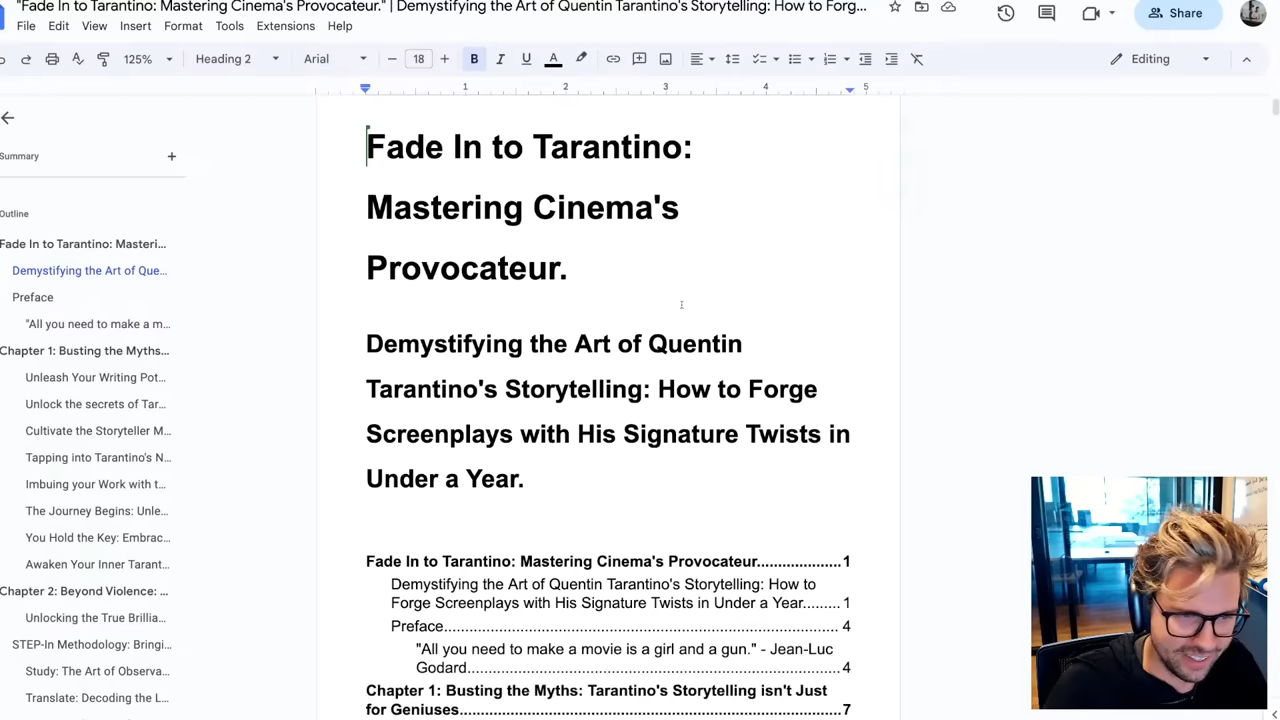 "Fade In to Tarantino: Mastering Cinema's Provocateur." | Demystifying the Art of Quentin Tarantino's Storytelling: How to Forg...
File Edit View Insert Format Tools Extensions Help
Share
125% Heading 2 Arial 18 B I U A Editing
1 2 3 4 5
Summary
Outline
Fade In to Tarantino: Masteri...
Demystifying the Art of Que...
Preface
"All you need to make a m...
Chapter 1: Busting the Myths...
Unleash Your Writing Pot...
Unlock the secrets of Tar...
Cultivate the Storyteller M...
Tapping into Tarantino's N...
Imbuing your Work with t...
The Journey Begins: Unle...
You Hold the Key: Embrac...
Awaken Your Inner Tarant...
Chapter 2: Beyond Violence: ...
Unlocking the True Brillia...
STEP-In Methodology: Bringi...
Study: The Art of Observa...
Translate: Decoding the L...
Fade In to Tarantino:
Mastering Cinema's
Provocateur.
Demystifying the Art of Quentin
Tarantino's Storytelling: How to Forge
Screenplays with His Signature Twists in
Under a Year.
Fade In to Tarantino: Mastering Cinema's Provocateur....................1
Demystifying the Art of Quentin Tarantino's Storytelling: How to
Forge Screenplays with His Signature Twists in Under a Year.........1
Preface.................................................................................4
"All you need to make a movie is a girl and a gun." - Jean-Luc
Godard..............................................................................4
Chapter 1: Busting the Myths: Tarantino's Storytelling isn't Just
for Geniuses..........................................................................7